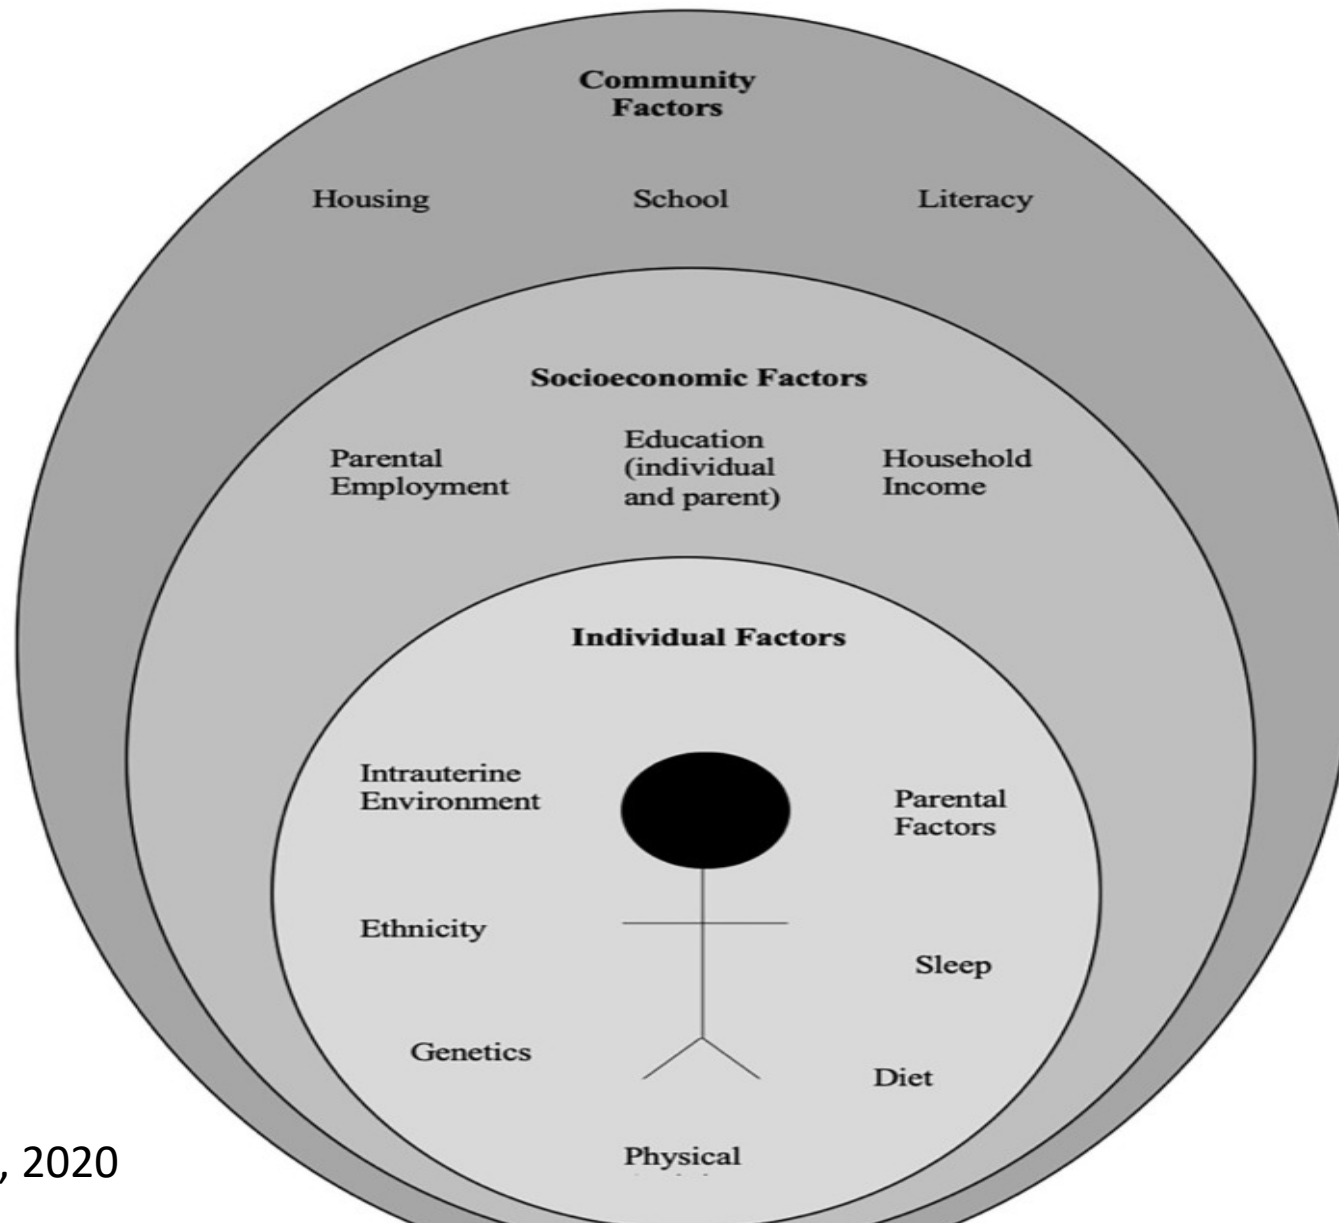 Community
Factors
Housing School Literacy
Socioeconomic Factors
Parental
Employment
Education
(individual
and parent)
Household
Income
Individual Factors
Intrauterine
Environment
Parental
Factors
Ethnicity
Sleep
Genetics
Diet
Physical
, 2020